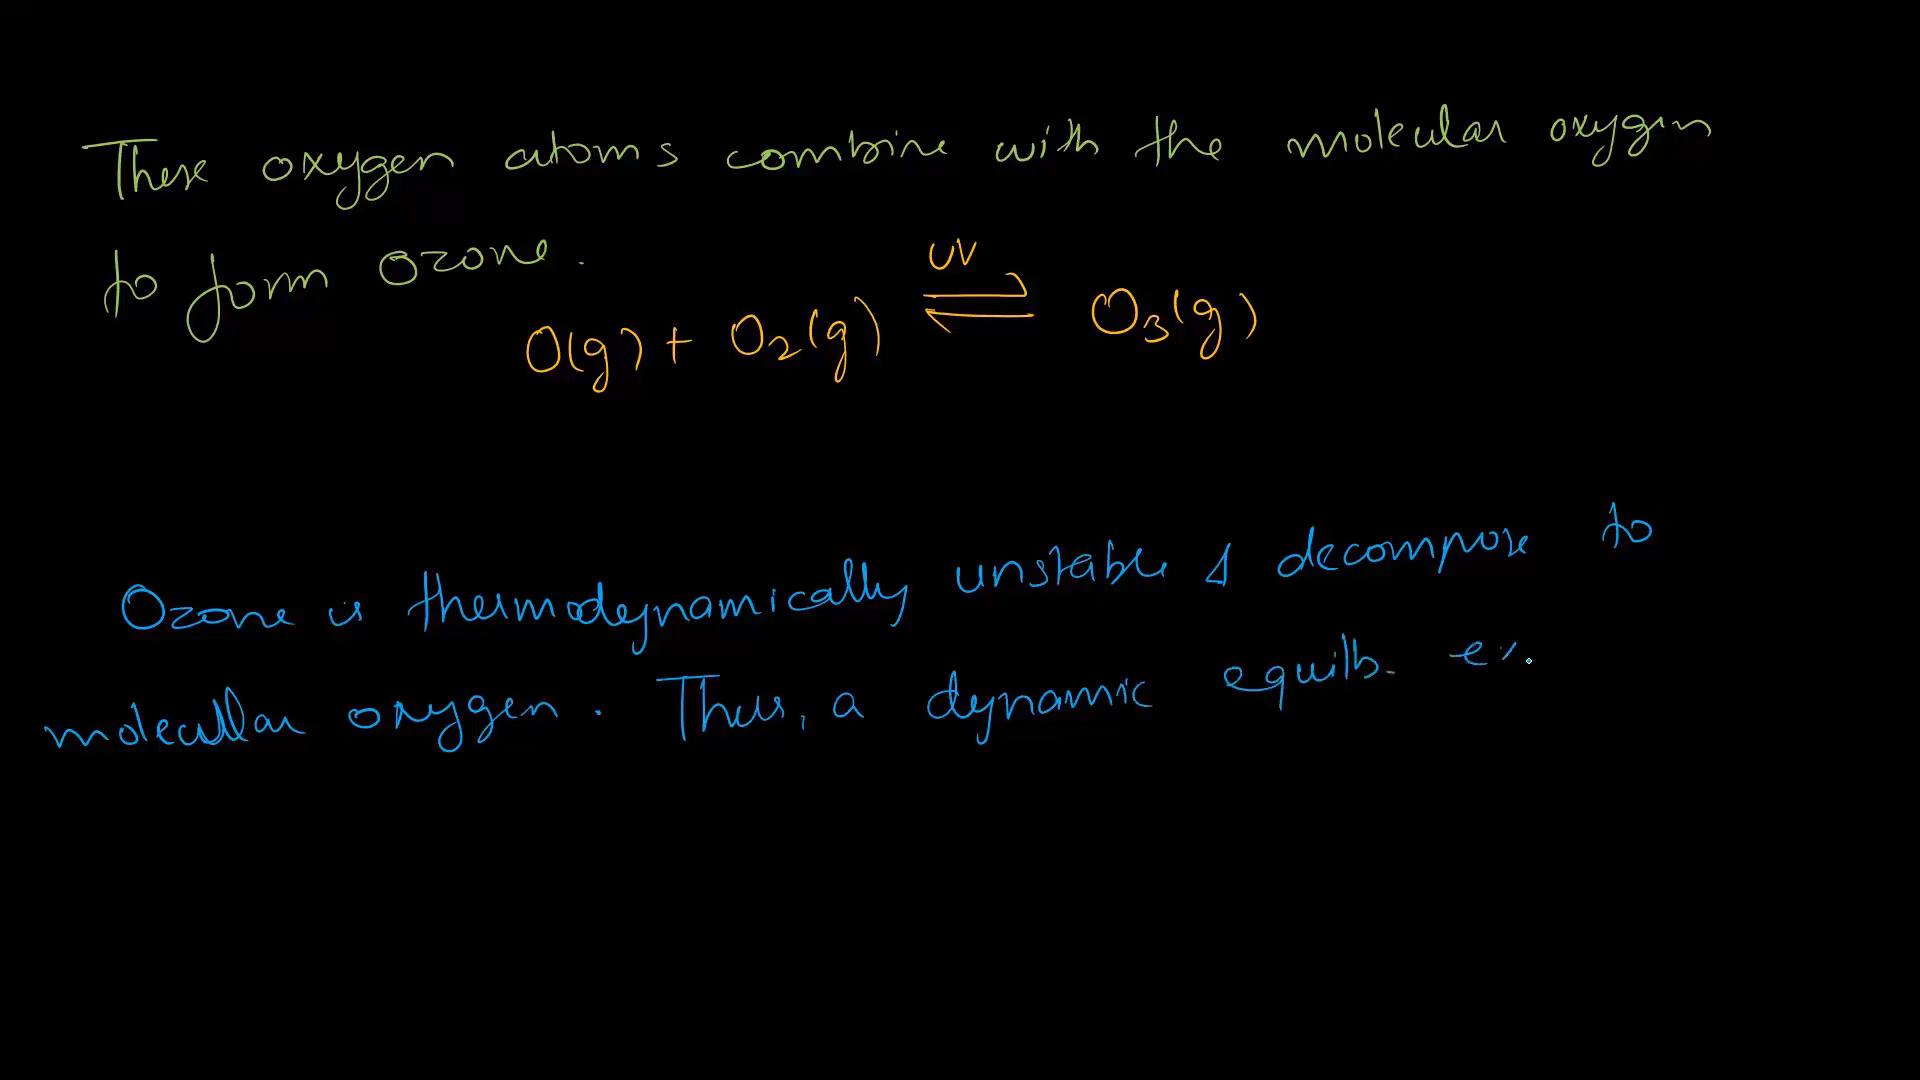 These oxygen atoms combine with the molecular oxygen
to form ozone.
UV
O(g) + O₂(g) ⇌ O₃(g)
Ozone is thermodynamically unstable & decompose to
molecular oxygen. Thus, a dynamic equilb. ex